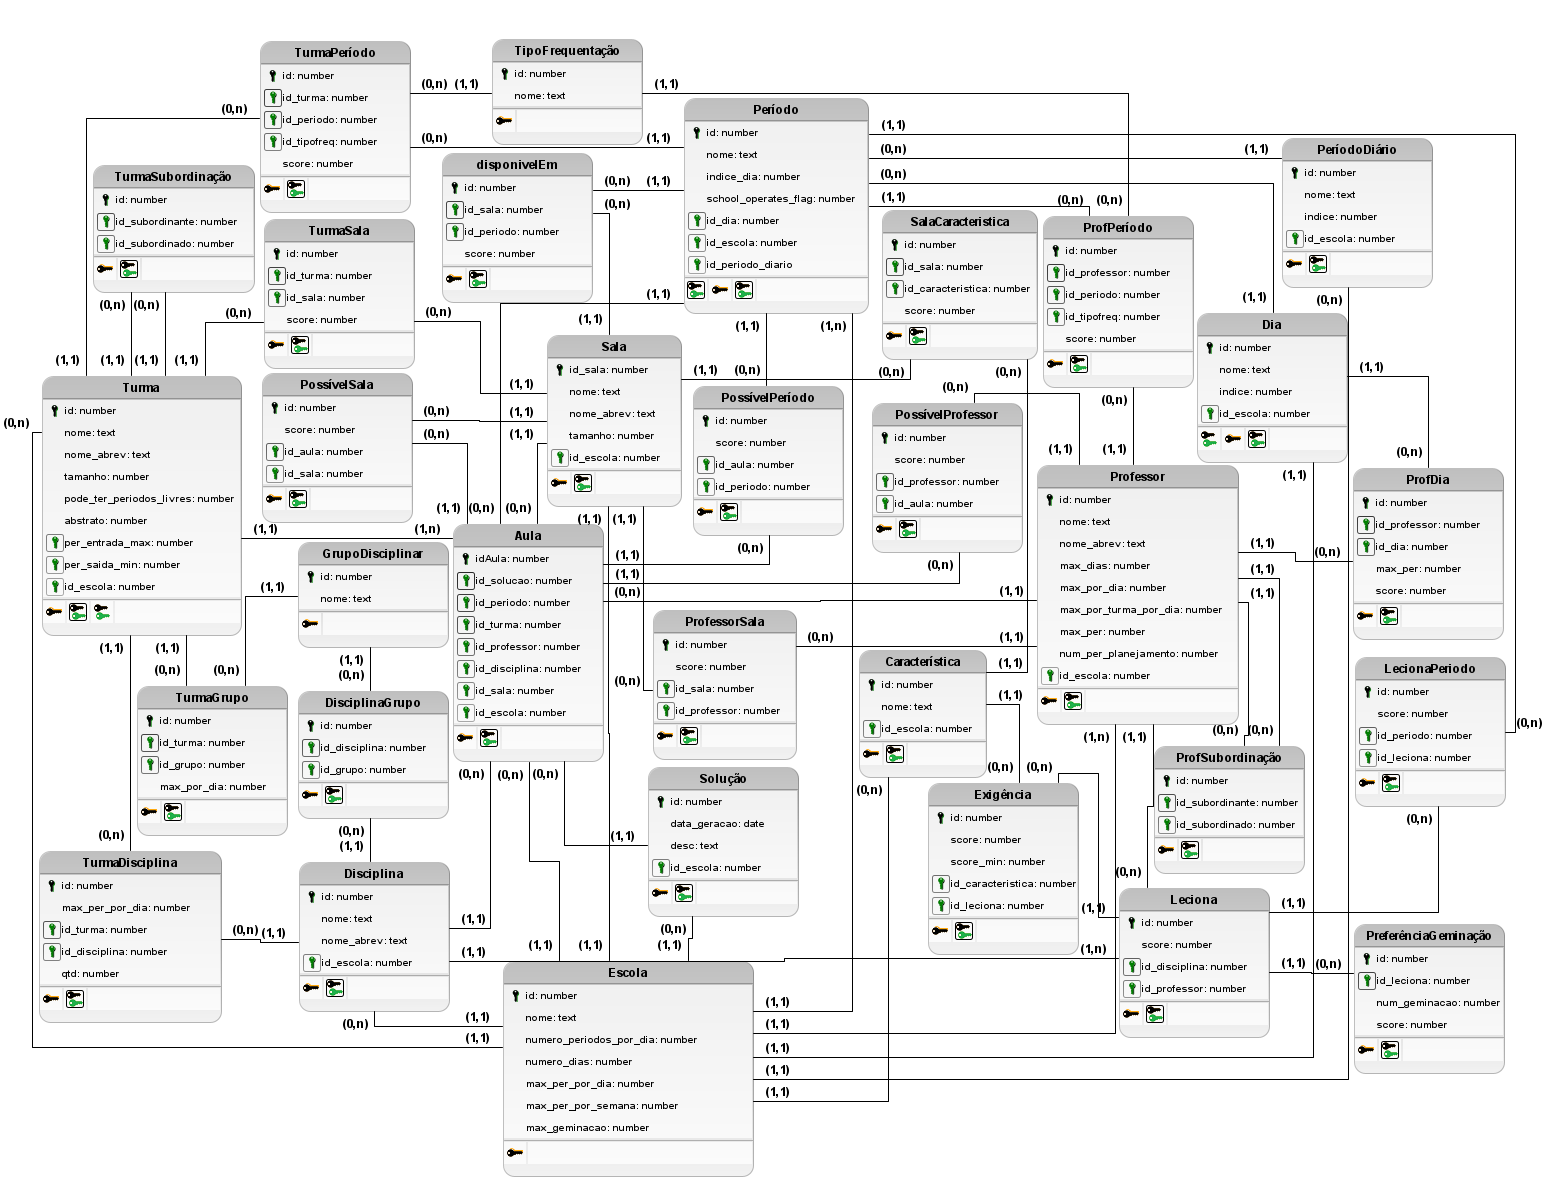 TurmaPeríodo
id: number
id_turma: number
id_periodo: number
id_tipofreq: number
score: number
TipoFrequentação
id: number
nome: text
Período
id: number
nome: text
indice_dia: number
school_operates_flag: number
id_dia: number
id_escola: number
id_periodo_diario
PeríodoDiário
id: number
nome: text
indice: number
id_escola: number
TurmaSubordinação
id: number
id_subordinante: number
id_subordinado: number
disponivelEm
id: number
id_sala: number
id_periodo: number
score: number
TurmaSala
id: number
id_turma: number
id_sala: number
score: number
SalaCaracteristica
id: number
id_sala: number
id_caracteristica: number
score: number
ProfPeríodo
id: number
id_professor: number
id_periodo: number
id_tipofreq: number
score: number
Dia
id: number
nome: text
indice: number
id_escola: number
Turma
id: number
nome: text
nome_abrev: text
tamanho: number
pode_ter_periodos_livres: number
abstrato: number
per_entrada_max: number
per_saida_min: number
id_escola: number
PossívelSala
id: number
score: number
id_aula: number
id_sala: number
Sala
id_sala: number
nome: text
nome_abrev: text
tamanho: number
id_escola: number
PossívelPeríodo
id: number
score: number
id_aula: number
id_periodo: number
PossívelProfessor
id: number
score: number
id_professor: number
id_aula: number
Professor
id: number
nome: text
nome_abrev: text
max_dias: number
max_por_dia: number
max_por_turma_por_dia: number
max_per: number
num_per_planejamento: number
id_escola: number
ProfDia
id: number
id_professor: number
id_dia: number
max_per: number
score: number
GrupoDisciplinar
id: number
nome: text
Aula
idAula: number
id_solucao: number
id_periodo: number
id_turma: number
id_professor: number
id_disciplina: number
id_sala: number
id_escola: number
ProfessorSala
id: number
score: number
id_sala: number
id_professor: number
Característica
id: number
nome: text
id_escola: number
LecionaPeriodo
id: number
score: number
id_periodo: number
id_leciona: number
TurmaGrupo
id: number
id_turma: number
id_grupo: number
max_por_dia: number
DisciplinaGrupo
id: number
id_disciplina: number
id_grupo: number
Solução
id: number
data_geracao: date
desc: text
id_escola: number
Exigência
id: number
score: number
score_min: number
id_caracteristica: number
id_leciona: number
ProfSubordinação
id: number
id_subordinante: number
id_subordinado: number
TurmaDisciplina
id: number
max_per_por_dia: number
id_turma: number
id_disciplina: number
qtd: number
Disciplina
id: number
nome: text
nome_abrev: text
id_escola: number
Leciona
id: number
score: number
id_disciplina: number
id_professor: number
PreferênciaGeminação
id: number
id_leciona: number
num_geminacao: number
score: number
Escola
id: number
nome: text
numero_periodos_por_dia: number
numero_dias: number
max_per_por_dia: number
max_per_por_semana: number
max_geminacao: number
(0,n) (1,1) (1,1)
(0,n) (1,1)
(0,n) (1,1)
(0,n) (1,1)
(0,n) (1,1)
(0,n) (1,1) (0,n) (0,n)
(0,n) (0,n) (1,1) (1,1) (0,n)
(0,n) (0,n) (1,1) (1,1) (1,n)
(1,1) (1,1) (1,1) (1,1) (1,1) (0,n) (0,n) (1,1)
(0,n) (0,n) (1,1) (1,1) (0,n) (0,n)
(0,n) (1,1) (1,1) (0,n)
(1,1) (0,n) (0,n) (1,1) (1,1)
(1,1) (1,n) (0,n) (1,1) (0,n)
(1,1) (1,1) (0,n)
(1,1) (0,n) (1,1) (1,1)
(1,1) (1,1) (0,n) (1,1)
(0,n) (0,n) (1,1) (1,1)
(0,n) (0,n) (1,1)
(0,n) (0,n) (0,n)
(1,n) (1,1)
(0,n) (0,n) (0,n) (0,n) (0,n)
(0,n) (0,n)
(0,n) (0,n) (1,1)
(1,1) (0,n)
(1,1) (1,1)
(0,n) (1,1) (1,1) (0,n)
(1,1) (1,1) (1,1) (1,1) (1,n)
(1,1) (0,n)
(1,1)
(0,n) (1,1) (1,1)
(1,1) (1,1)
(1,1)
(1,1)